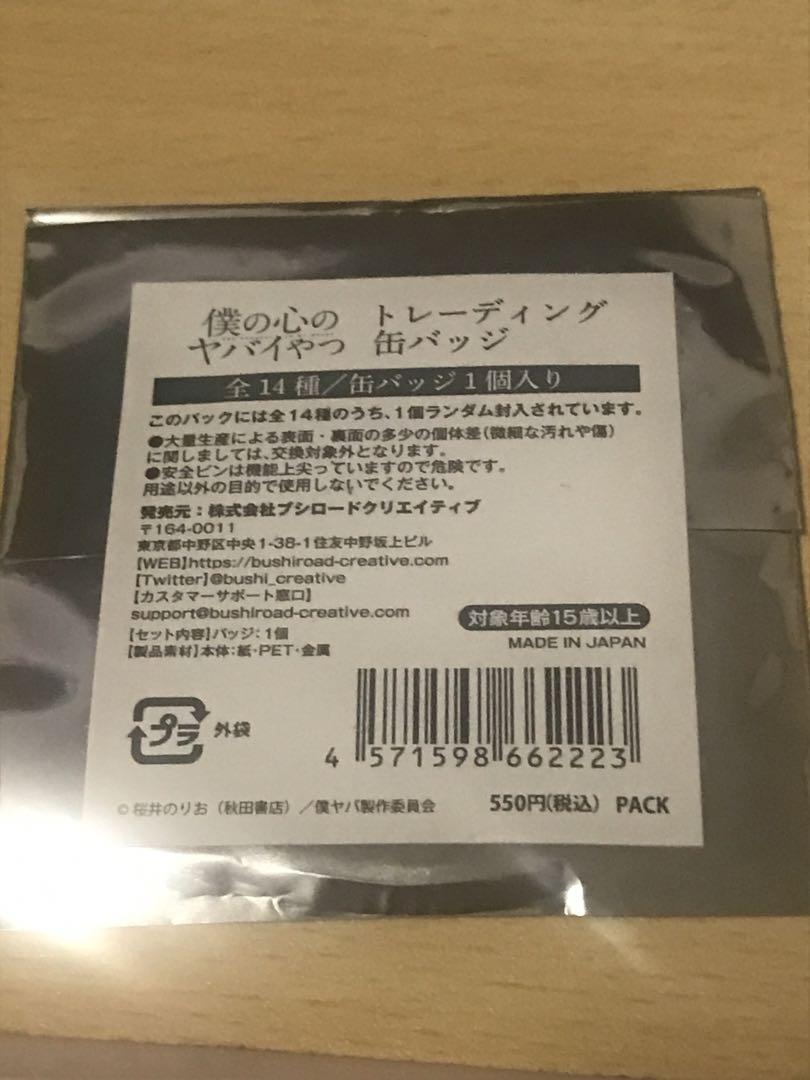 僕の心の
ヤバイやつ
トレーディング
缶バッジ
全14種／缶バッジ1個入り
このパックには全14種のうち、1個ランダム封入されています。
●大量生産による表面・裏面の多少の個体差(微細な汚れや傷)
に関しましては、交換対象外となります。
●安全ピンは機能上尖っていますので危険です。
用途以外の目的で使用しないでください。
発売元：株式会社ブシロードクリエイティブ
〒164-0011
東京都中野区中央1-38-1住友中野坂上ビル
【WEB】https://bushiroad-creative.com
【Twitter】@bushi_creative
【カスタマーサポート窓口】
support@bushiroad-creative.com
対象年齢15歳以上
MADE IN JAPAN
【セット内容】バッジ：1個
【製品素材】本体：紙・PET・金属
プラ 外袋
4 571598 662223
©桜井のりお（秋田書店）／僕ヤバ製作委員会
550円(税込) PACK